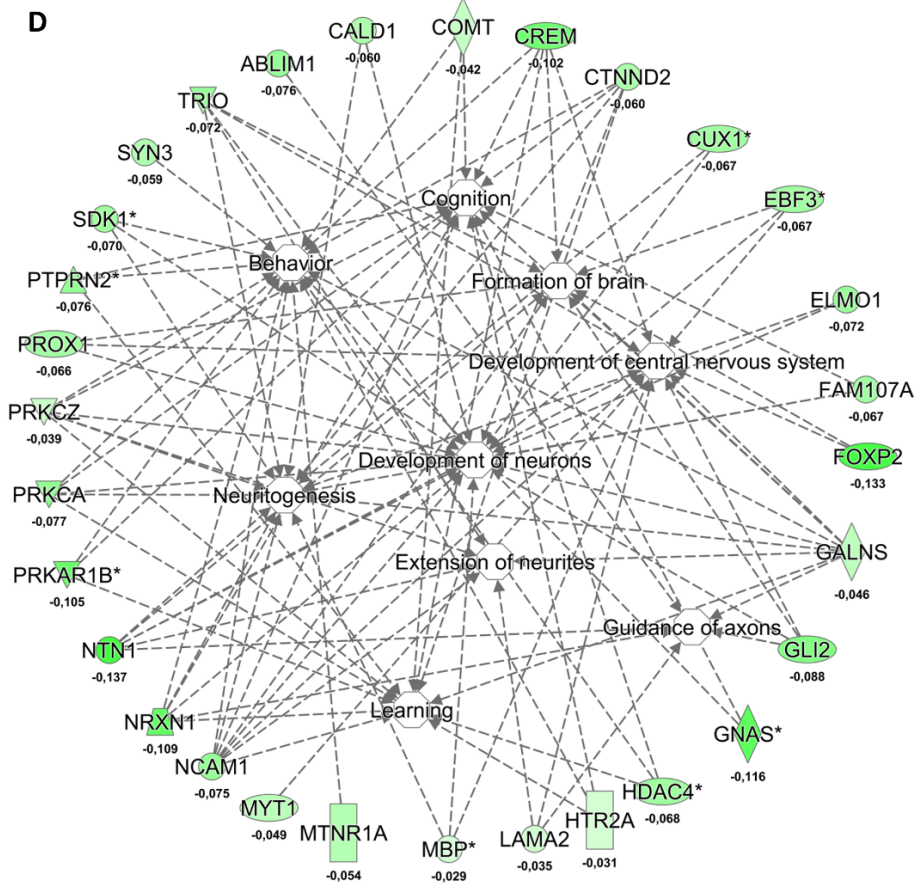 D
CALD1
-0,060
COMT
-0,042
CREM
-0,102
ABLIM1
-0,076
CTNND2
-0,060
TRIO
-0,072
CUX1*
-0,067
SYN3
-0,059
EBF3*
-0,067
SDK1*
-0,070
Cognition
Behavior
PTPRN2*
-0,076
Formation of brain
ELMO1
-0,072
PROX1
-0,066
Development of central nervous system
FAM107A
-0,067
PRKCZ
-0,039
FOXP2
-0,133
Development of neurons
PRKCA
-0,077
Neuritogenesis
GALNS
-0,046
Extension of neurites
PRKAR1B*
-0,105
Guidance of axons
NTN1
-0,137
GLI2
-0,088
Learning
NRXN1
-0,109
GNAS*
-0,116
NCAM1
-0,075
HDAC4*
-0,068
MYT1
-0,049
MTNR1A
-0,054
HTR2A
-0,031
LAMA2
-0,035
MBP*
-0,029